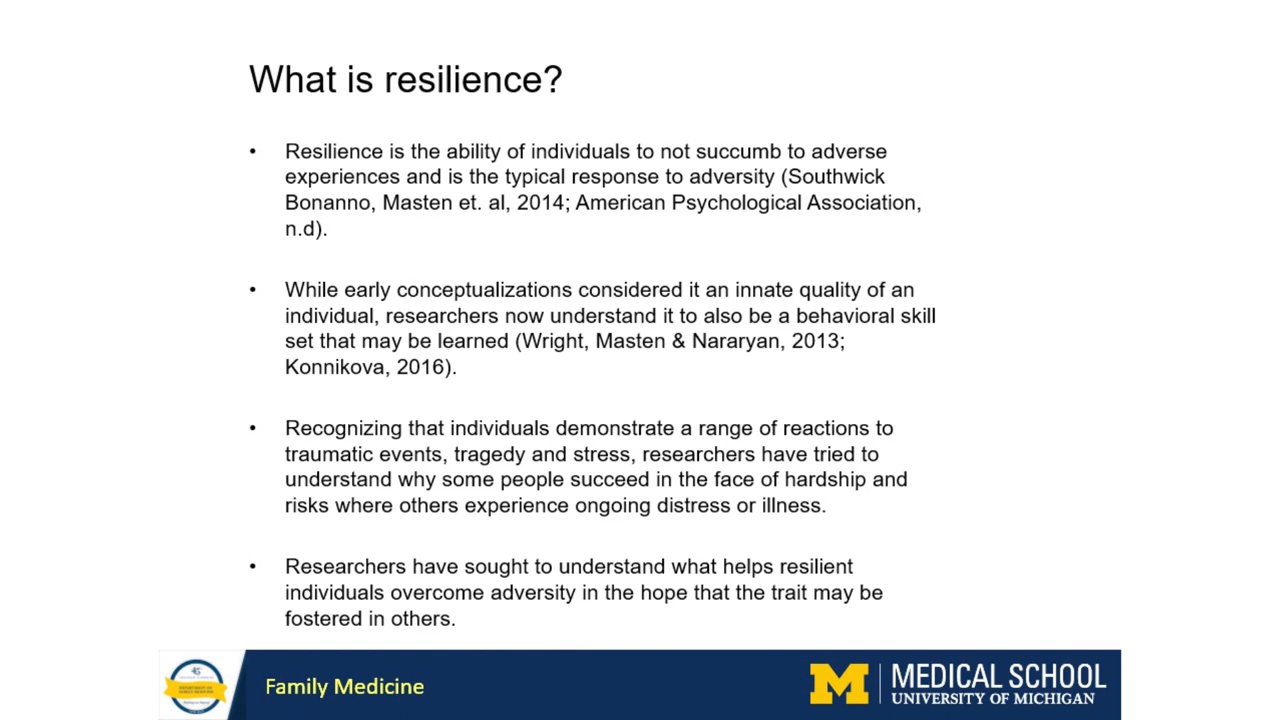 What is resilience?
• Resilience is the ability of individuals to not succumb to adverse
experiences and is the typical response to adversity (Southwick
Bonanno, Masten et. al, 2014; American Psychological Association,
n.d).
• While early conceptualizations considered it an innate quality of an
individual, researchers now understand it to also be a behavioral skill
set that may be learned (Wright, Masten & Nararyan, 2013;
Konnikova, 2016).
• Recognizing that individuals demonstrate a range of reactions to
traumatic events, tragedy and stress, researchers have tried to
understand why some people succeed in the face of hardship and
risks where others experience ongoing distress or illness.
• Researchers have sought to understand what helps resilient
individuals overcome adversity in the hope that the trait may be
fostered in others.
Family Medicine
M
MEDICAL SCHOOL
UNIVERSITY OF MICHIGAN